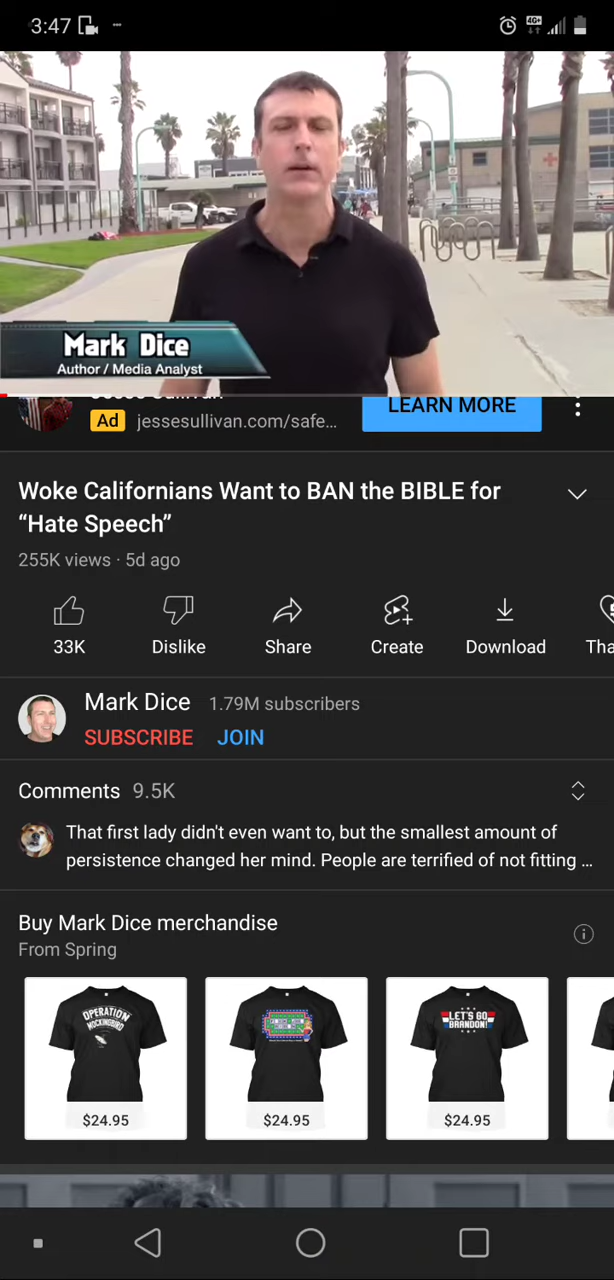 3:47
4G+
Mark Dice
Author / Media Analyst
Ad jessesullivan.com/safe...
LEARN MORE
Woke Californians Want to BAN the BIBLE for
“Hate Speech”
255K views · 5d ago
33K Dislike Share Create Download Tha
Mark Dice 1.79M subscribers
SUBSCRIBE JOIN
Comments 9.5K
That first lady didn't even want to, but the smallest amount of
persistence changed her mind. People are terrified of not fitting ...
Buy Mark Dice merchandise
From Spring
OPERATION
MOCKINGBIRD
LET'S GO
BRANDON!
$24.95 $24.95 $24.95